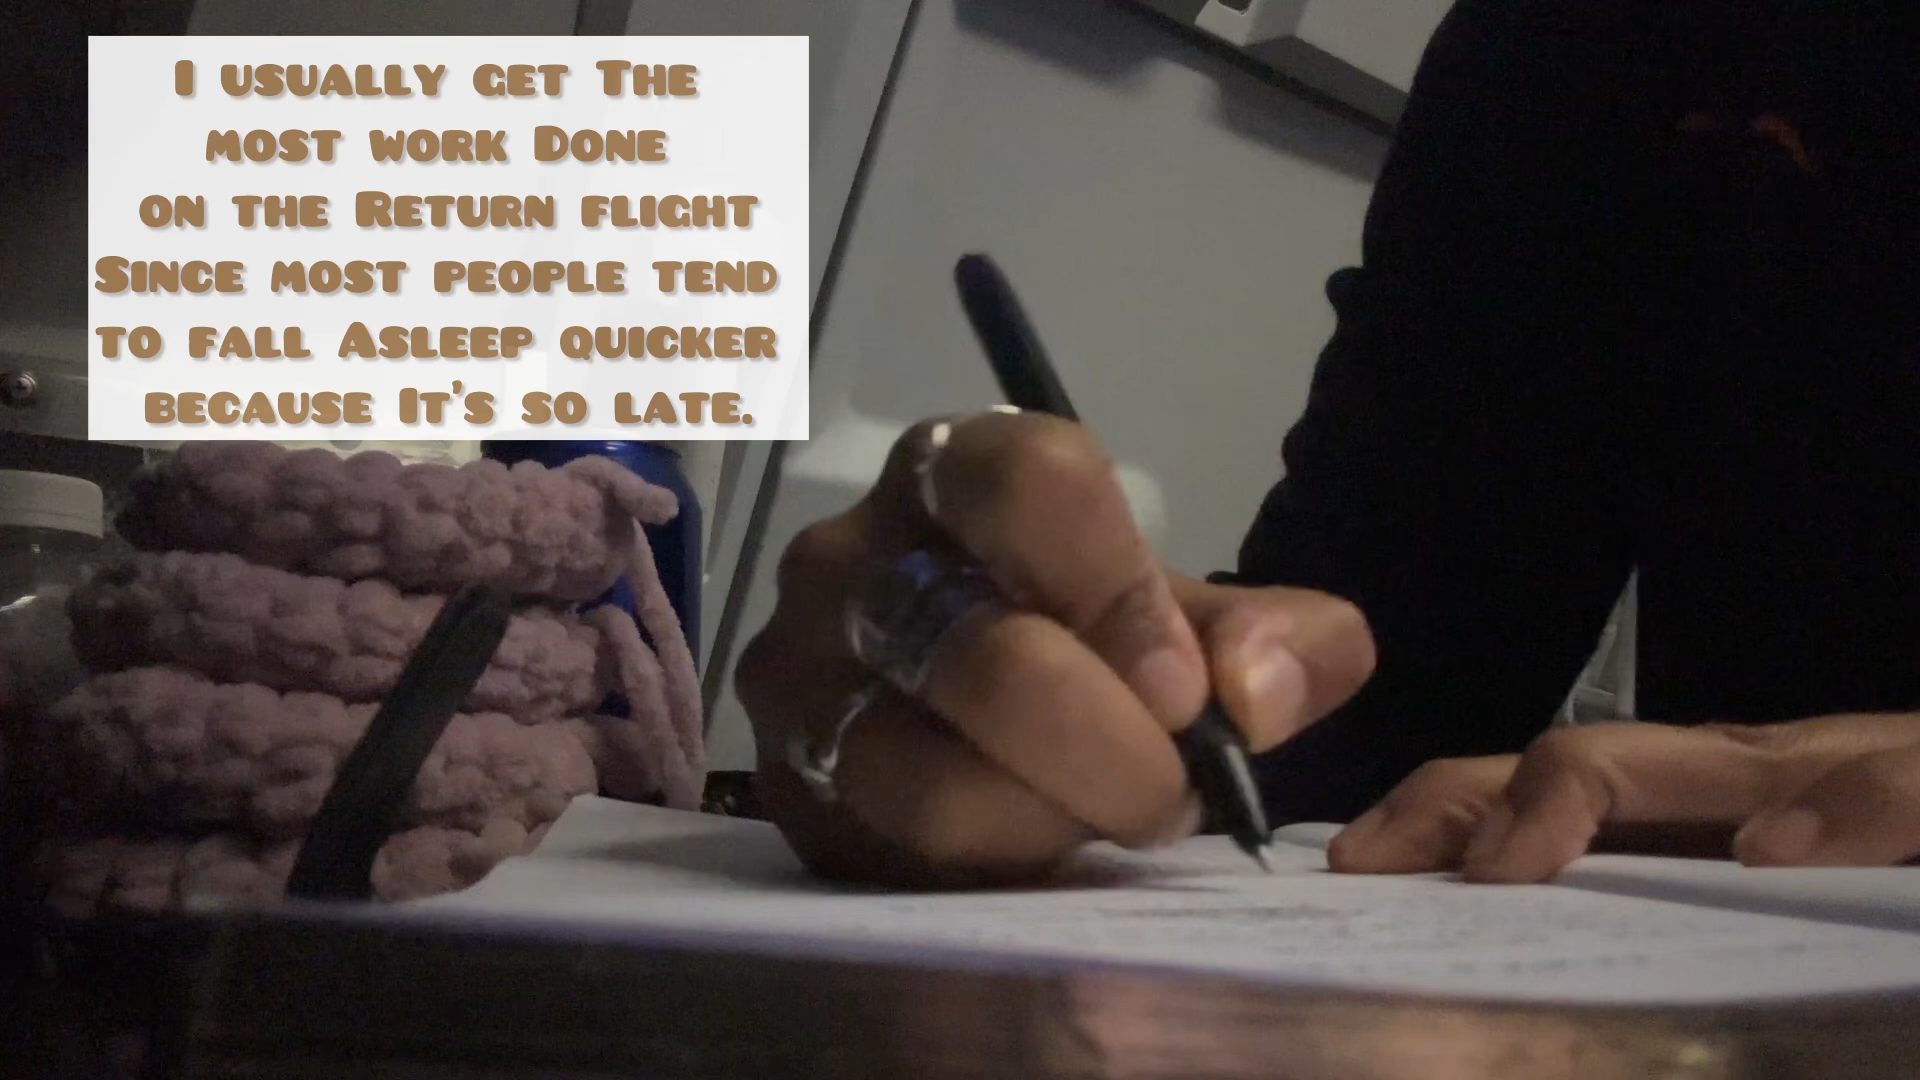 I usually get The
most work Done
on the Return flight
Since most people tend
to fall Asleep quicker
because It's so late.